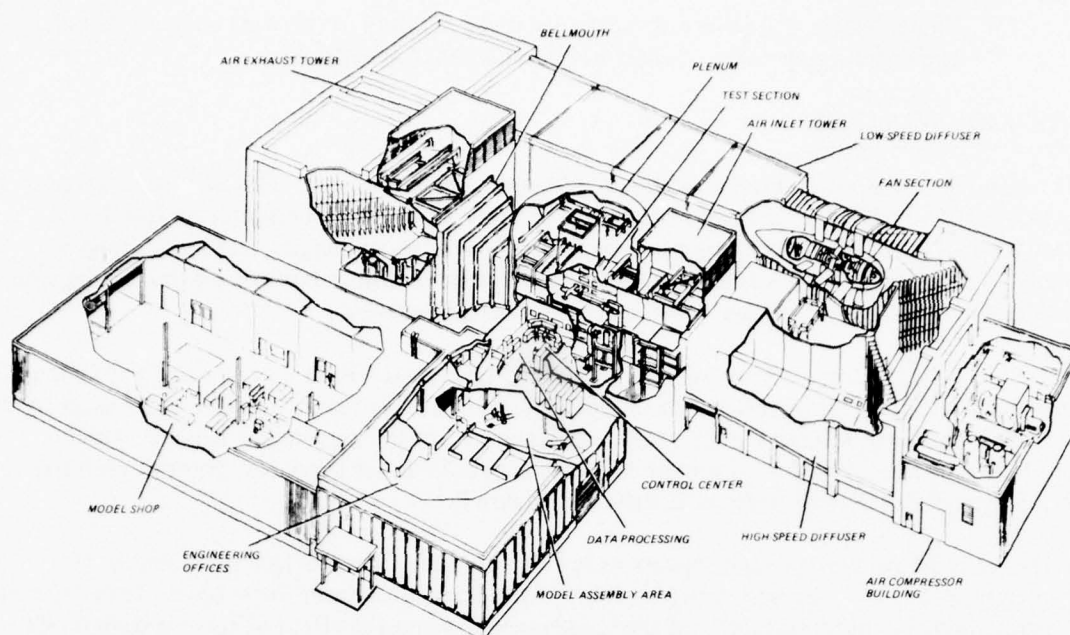 BELLMOUTH
AIR EXHAUST TOWER
PLENUM
TEST SECTION
AIR INLET TOWER
LOW SPEED DIFFUSER
FAN SECTION
MODEL SHOP
ENGINEERING
OFFICES
MODEL ASSEMBLY AREA
DATA PROCESSING
CONTROL CENTER
HIGH SPEED DIFFUSER
AIR COMPRESSOR
BUILDING